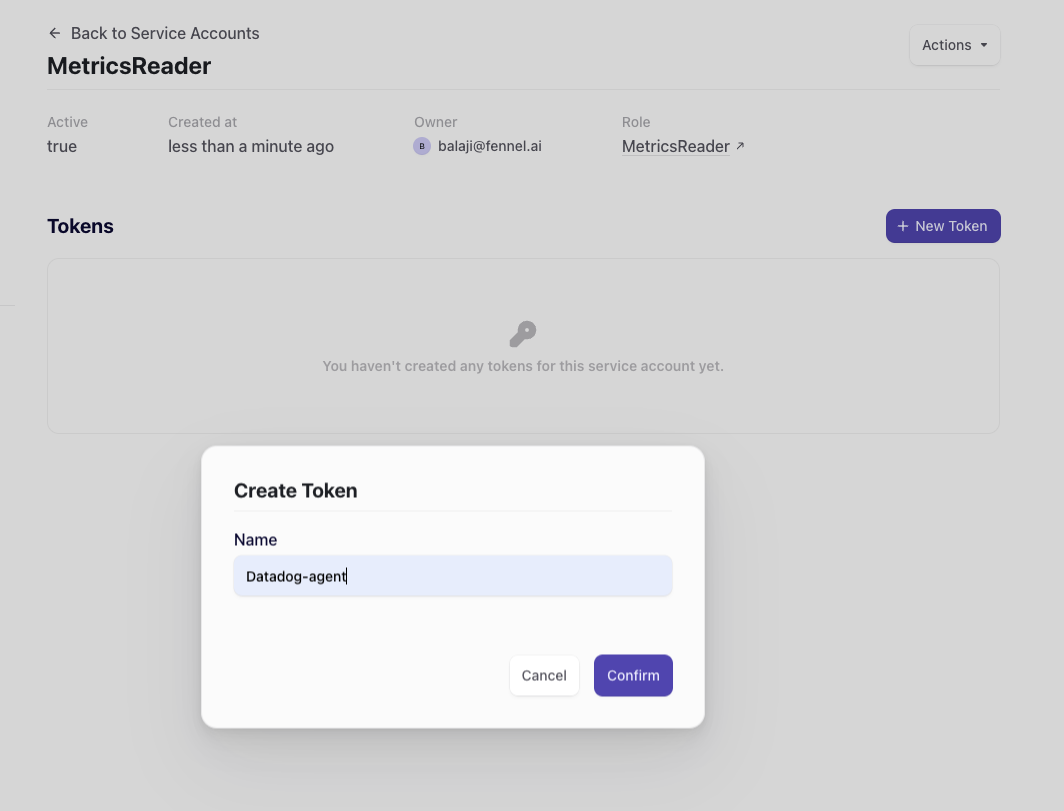 Back to Service Accounts
MetricsReader
Actions
Active
Created at
Owner
Role
true
less than a minute ago
B balaji@fennel.ai
MetricsReader
Tokens
+ New Token
You haven't created any tokens for this service account yet.
Create Token
Name
Datadog-agent
Cancel
Confirm